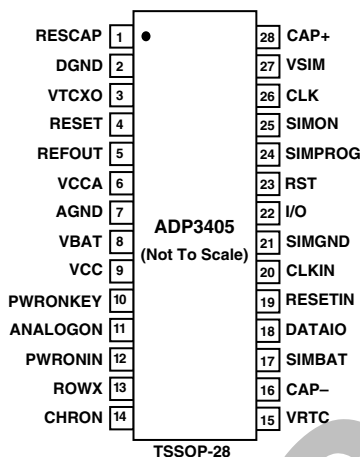 RESCAP 1 28 CAP+
DGND 2 27 VSIM
VTCXO 3 26 CLK
RESET 4 25 SIMON
REFOUT 5 24 SIMPROG
VCCA 6 23 RST
AGND 7 22 I/O
VBAT 8 21 SIMGND
VCC 9 20 CLKIN
PWRONKEY 10 19 RESETIN
ANALOGON 11 18 DATAIO
PWRONIN 12 17 SIMBAT
ROWX 13 16 CAP–
CHRON 14 15 VRTC
ADP3405
(Not To Scale)
TSSOP-28